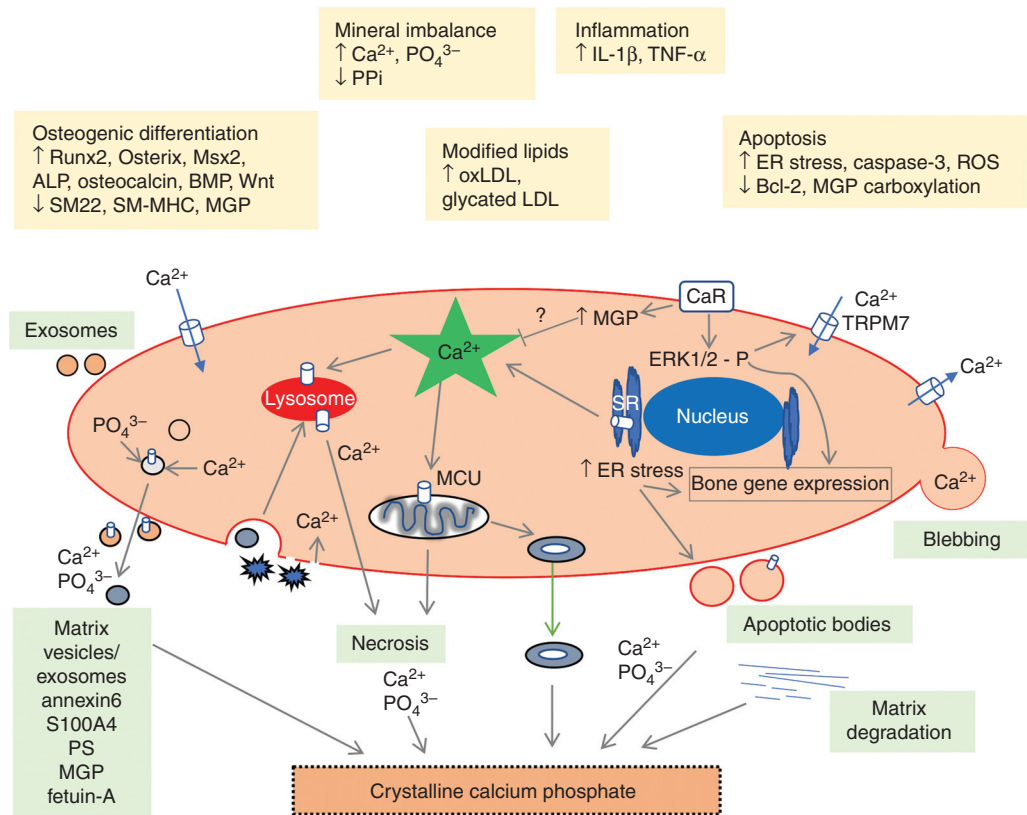 Mineral imbalance
↑ Ca²⁺, PO₄³⁻
↓ PPi
Inflammation
↑ IL-1β, TNF-α
Osteogenic differentiation
↑ Runx2, Osterix, Msx2,
ALP, osteocalcin, BMP, Wnt
↓ SM22, SM-MHC, MGP
Modified lipids
↑ oxLDL,
glycated LDL
Apoptosis
↑ ER stress, caspase-3, ROS
↓ Bcl-2, MGP carboxylation
Ca²⁺
Exosomes
Ca²⁺
?
↑ MGP
CaR
ERK1/2 - P
Ca²⁺
TRPM7
Ca²⁺
Lysosome
SR
Nucleus
PO₄³⁻
Ca²⁺
Ca²⁺
MCU
↑ ER stress
Bone gene expression
Ca²⁺
Blebbing
Ca²⁺
Ca²⁺
PO₄³⁻
Matrix
vesicles/
exosomes
annexin6
S100A4
PS
MGP
fetuin-A
Necrosis
Ca²⁺
PO₄³⁻
Apoptotic bodies
Ca²⁺
PO₄³⁻
Matrix
degradation
Crystalline calcium phosphate